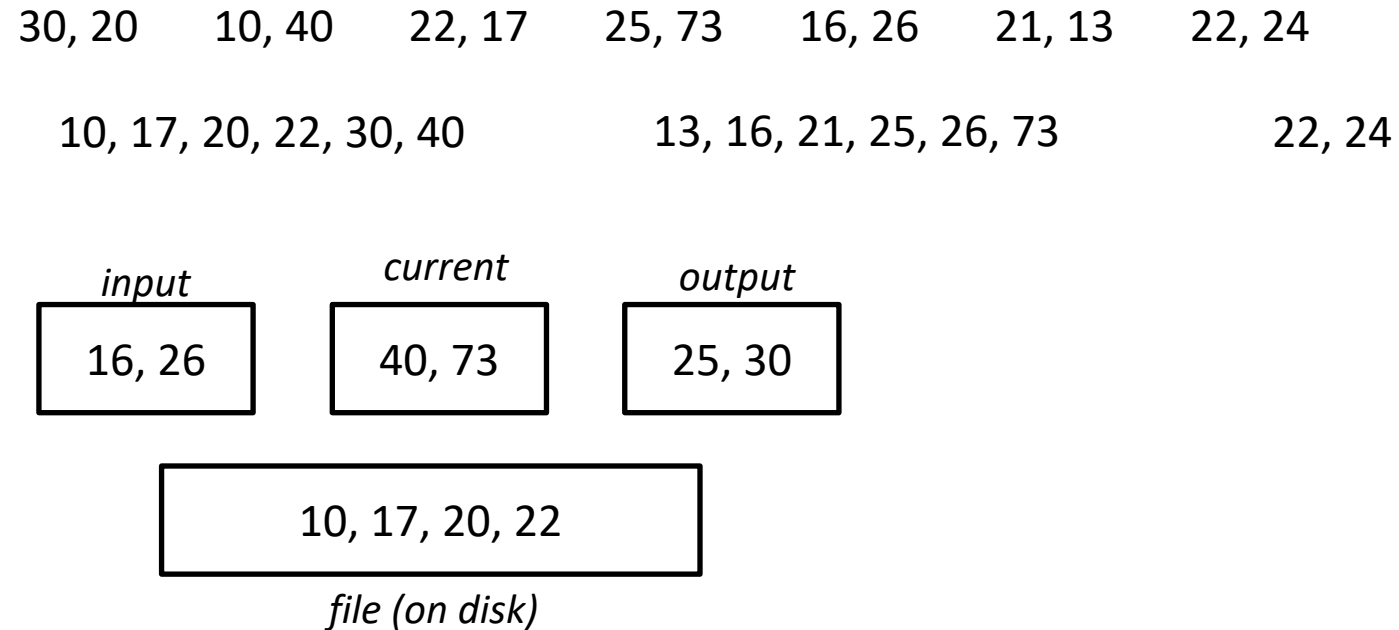 30, 20 10, 40 22, 17 25, 73 16, 26 21, 13 22, 24
10, 17, 20, 22, 30, 40 13, 16, 21, 25, 26, 73 22, 24
input current output
16, 26 40, 73 25, 30
10, 17, 20, 22
file (on disk)